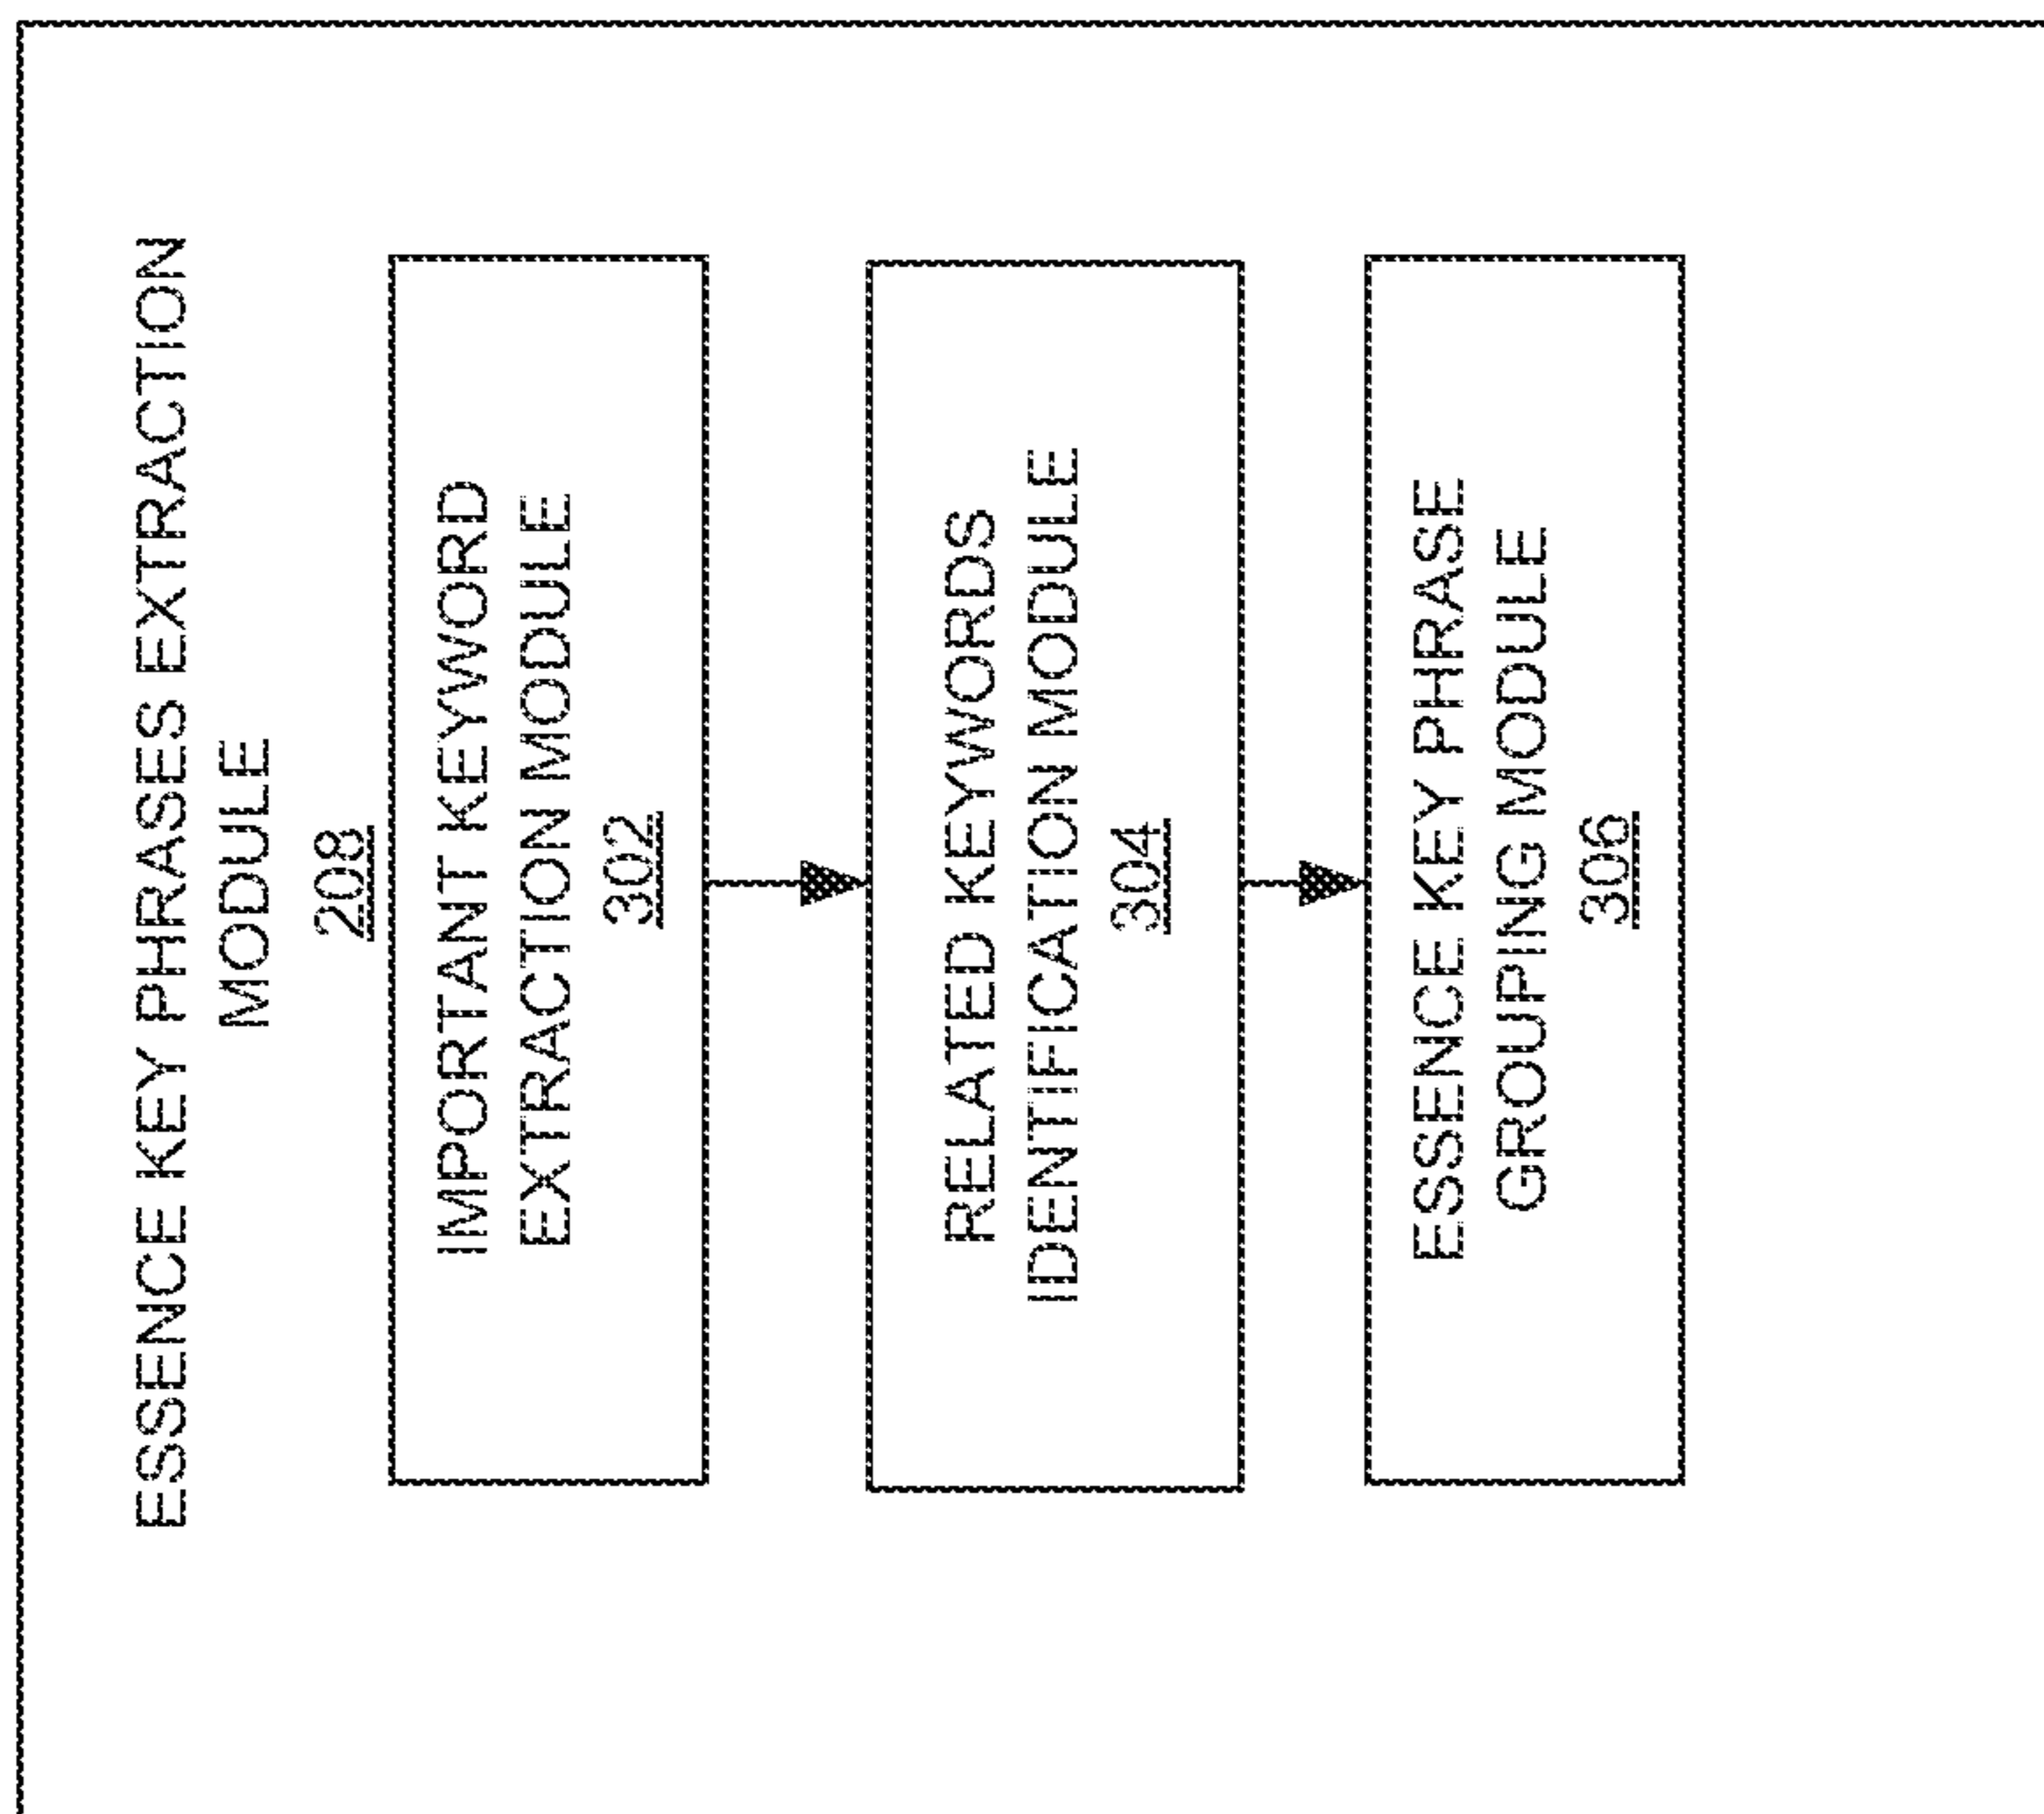 ESSENCE KEY PHRASES EXTRACTION
MODULE
208
IMPORTANT KEYWORD
EXTRACTION MODULE
302
RELATED KEYWORDS
IDENTIFICATION MODULE
304
ESSENCE KEY PHRASE
GROUPING MODULE
306